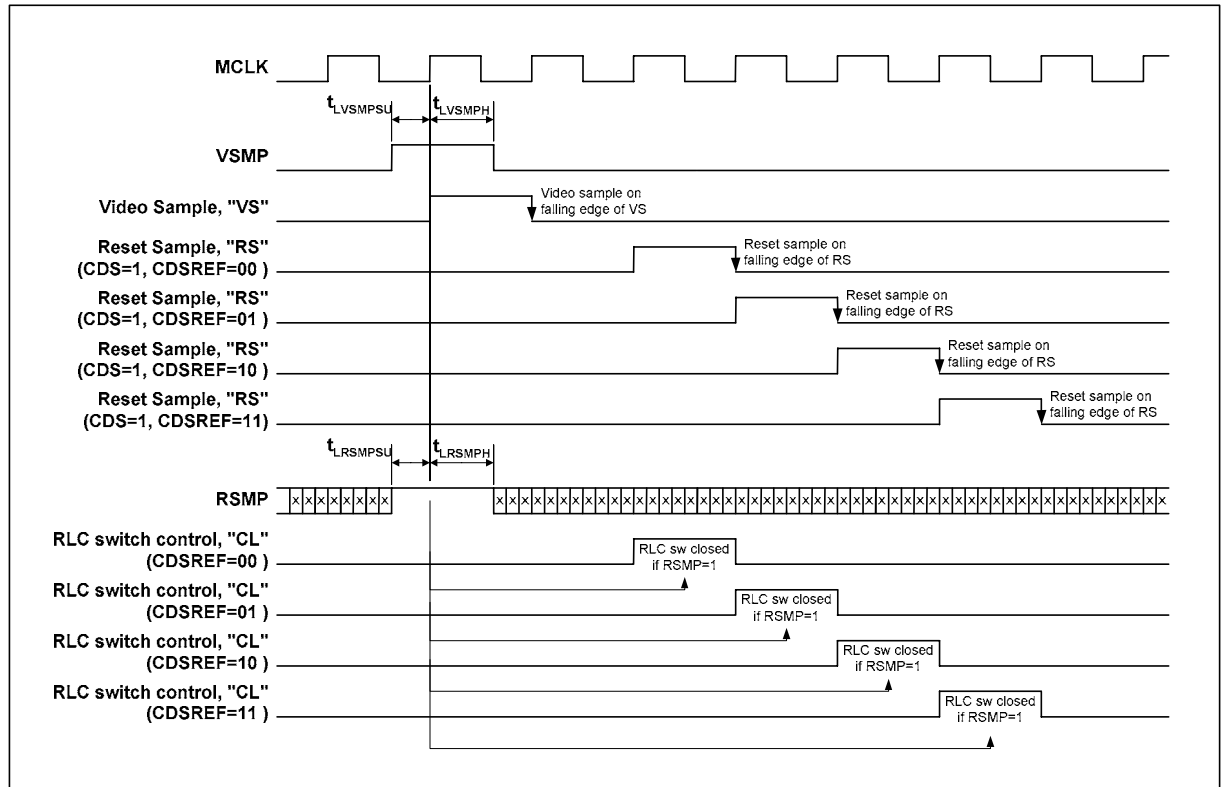 MCLK
tLVSMPSU
tLVSMPH
VSMP
Video Sample, "VS"
Video sample on
falling edge of VS
Reset Sample, "RS"
(CDS=1, CDSREF=00 )
Reset sample on
falling edge of RS
Reset Sample, "RS"
(CDS=1, CDSREF=01 )
Reset sample on
falling edge of RS
Reset Sample, "RS"
(CDS=1, CDSREF=10 )
Reset sample on
falling edge of RS
Reset Sample, "RS"
(CDS=1, CDSREF=11)
Reset sample on
falling edge of RS
tLRSMPSU
tLRSMPH
RSMP
x x x x x x x x x x x x x x x x x x x x x x x x x x x x x x x x x x x x x x x x x x x x x x x x x x x x x x x x x x x x x
RLC switch control, "CL"
(CDSREF=00 )
RLC sw closed
if RSMP=1
RLC switch control, "CL"
(CDSREF=01 )
RLC sw closed
if RSMP=1
RLC switch control, "CL"
(CDSREF=10 )
RLC sw closed
if RSMP=1
RLC switch control, "CL"
(CDSREF=11 )
RLC sw closed
if RSMP=1